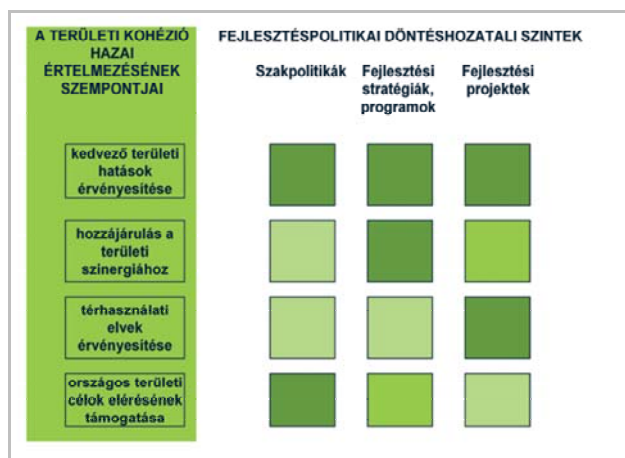 A TERÜLETI KOHÉZIÓ
HAZAI
ÉRTELMEZÉSÉNEK
SZEMPONTJAI
FEJLESZTÉSPOLITIKAI DÖNTÉSHOZATALI SZINTEK
Szakpolitikák
Fejlesztési
stratégiák,
programok
Fejlesztési
projektek
kedvező területi
hatások
érvényesítése
hozzájárulás a
területi
szinergiához
térhasználati
elvek
érvényesítése
országos területi
célok elérésének
támogatása